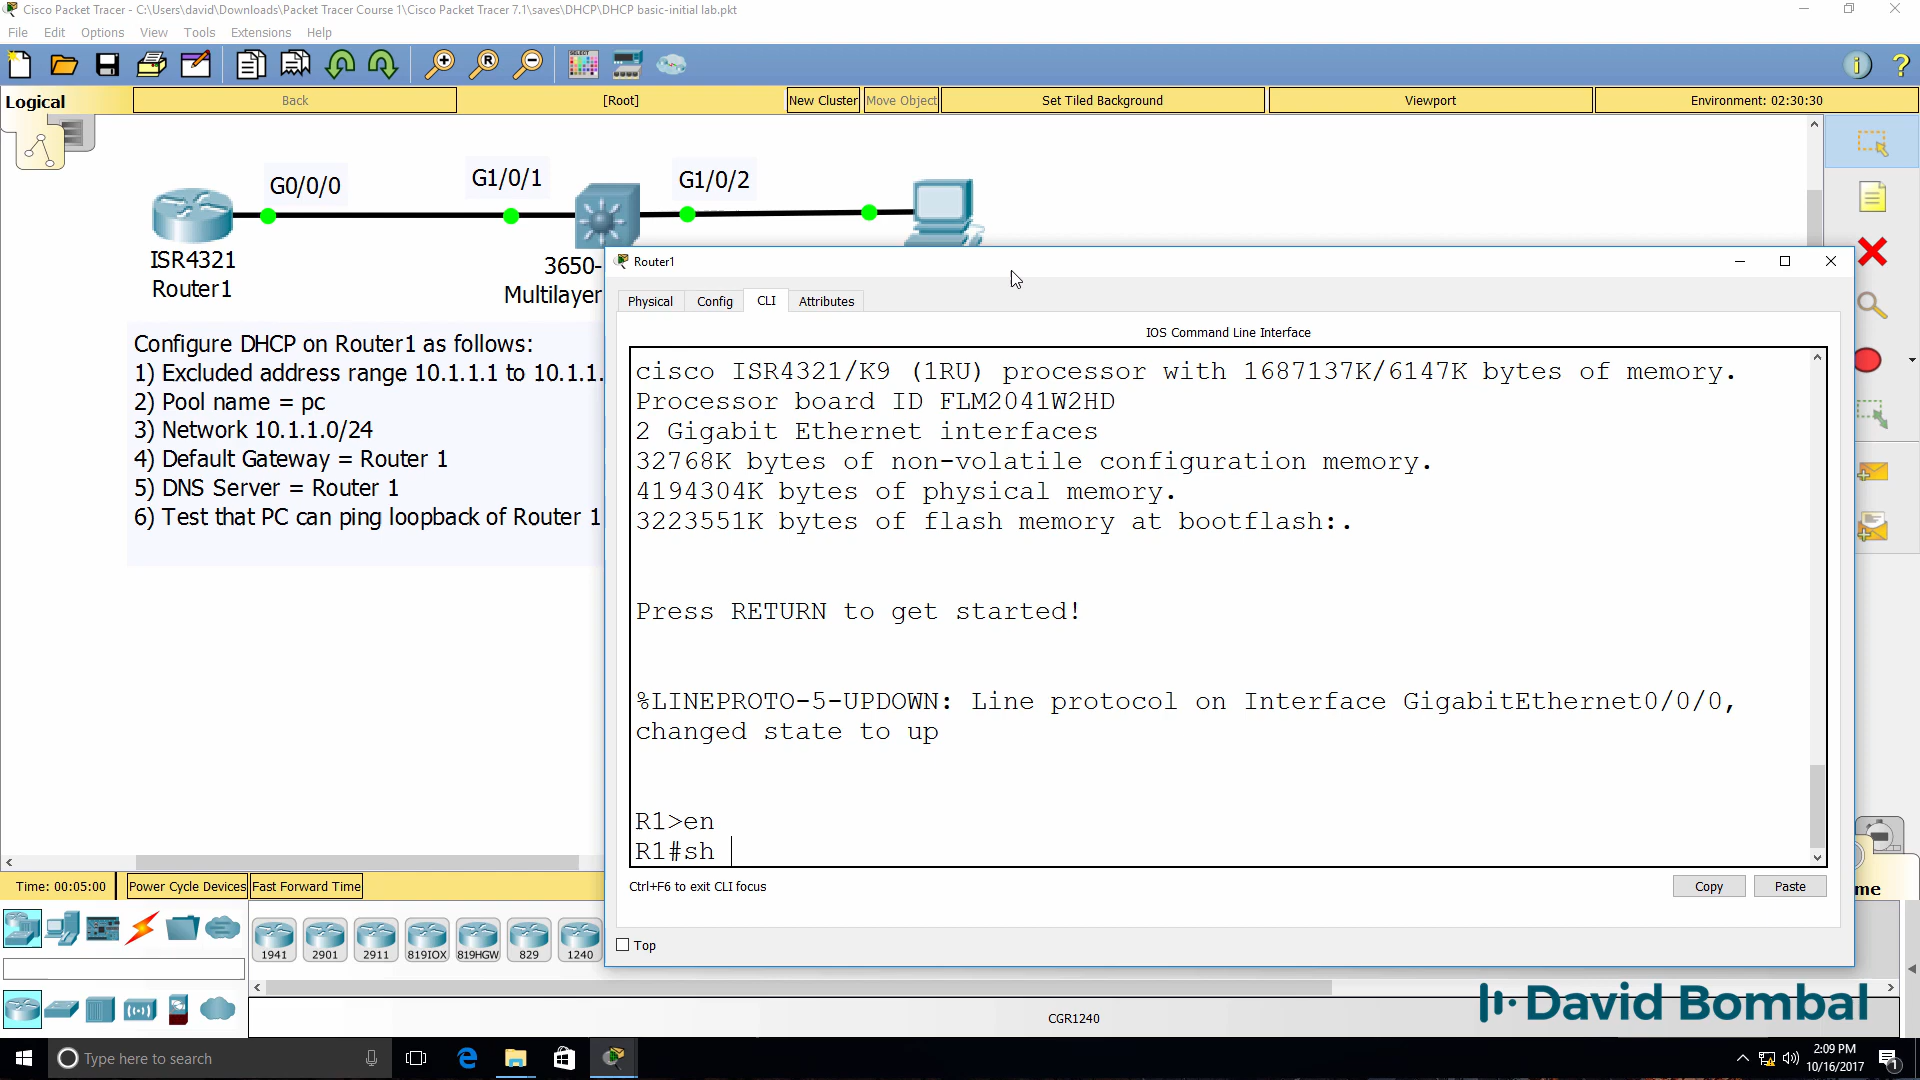 Cisco Packet Tracer - C:\Users\david\Downloads\Packet Tracer Course 1\Cisco Packet Tracer 7.1\saves\DHCP\DHCP basic-initial lab.pkt
File Edit Options View Tools Extensions Help
Logical Back [Root] New Cluster Move Object Set Tiled Background Viewport Environment: 02:30:30
G0/0/0 G1/0/1 G1/0/2
ISR4321
Router1
3650-
Multilayer
Configure DHCP on Router1 as follows:
1) Excluded address range 10.1.1.1 to 10.1.1.
2) Pool name = pc
3) Network 10.1.1.0/24
4) Default Gateway = Router 1
5) DNS Server = Router 1
6) Test that PC can ping loopback of Router 1
Router1
Physical Config CLI Attributes
IOS Command Line Interface
cisco ISR4321/K9 (1RU) processor with 1687137K/6147K bytes of memory.
Processor board ID FLM2041W2HD
2 Gigabit Ethernet interfaces
32768K bytes of non-volatile configuration memory.
4194304K bytes of physical memory.
3223551K bytes of flash memory at bootflash:.
Press RETURN to get started!
%LINEPROTO-5-UPDOWN: Line protocol on Interface GigabitEthernet0/0/0,
changed state to up
R1>en
R1#sh
Ctrl+F6 to exit CLI focus
Copy Paste
Top
Time: 00:05:00 Power Cycle Devices Fast Forward Time
me
1941 2901 2911 819IOX 819HGW 829 1240
CGR1240
David Bombal
Type here to search
2:09 PM
10/16/2017
1